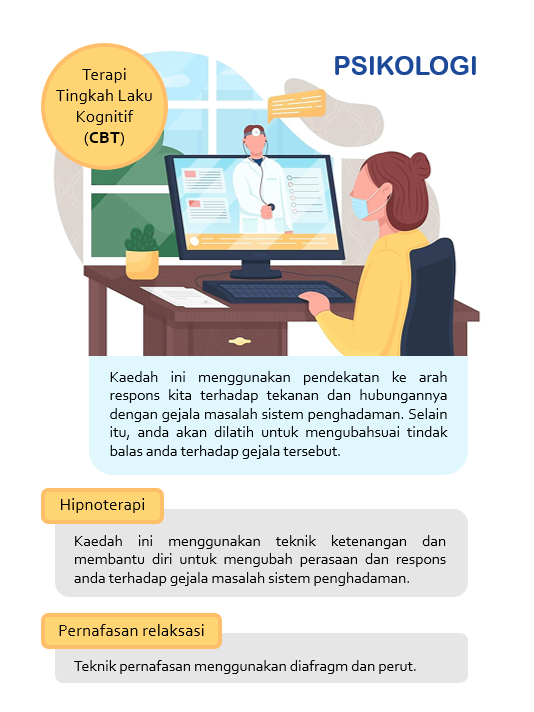 PSIKOLOGI
Terapi
Tingkah Laku
Kognitif
(CBT)
Kaedah ini menggunakan pendekatan ke arah
respons kita terhadap tekanan dan hubungannya
dengan gejala masalah sistem penghadaman. Selain
itu, anda akan dilatih untuk mengubahsuai tindak
balas anda terhadap gejala tersebut.
Hipnoterapi
Kaedah ini menggunakan teknik ketenangan dan
membantu diri untuk mengubah perasaan dan respons
anda terhadap gejala masalah sistem penghadaman.
Pernafasan relaksasi
Teknik pernafasan menggunakan diafragm dan perut.